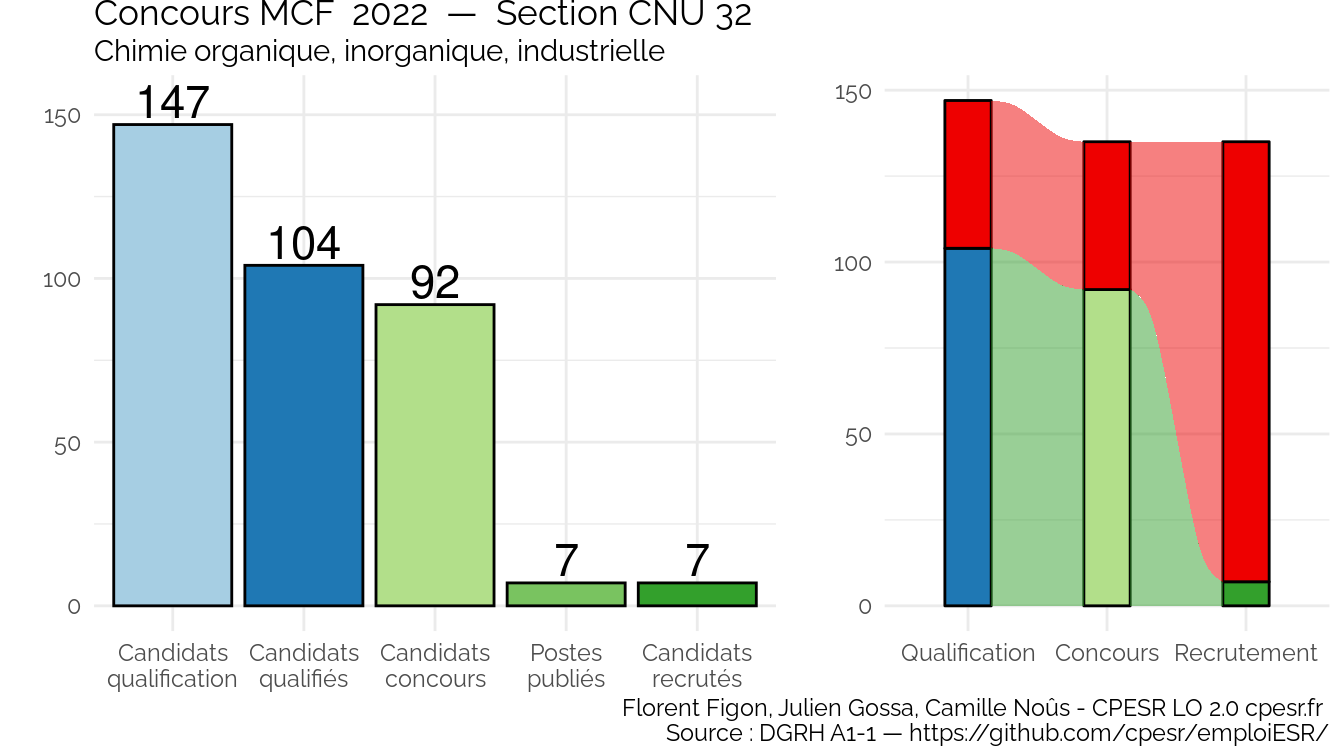 Concours MCF 2022 — Section CNU 32
Chimie organique, inorganique, industrielle
147
104
92
7
7
150
100
50
0
Candidats qualification
Candidats qualifiés
Candidats concours
Postes publiés
Candidats recrutés
150
100
50
0
Qualification
Concours
Recrutement
Florent Figon, Julien Gossa, Camille Noûs - CPESR LO 2.0 cpesr.fr
Source : DGRH A1-1 — https://github.com/cpesr/emploiESR/